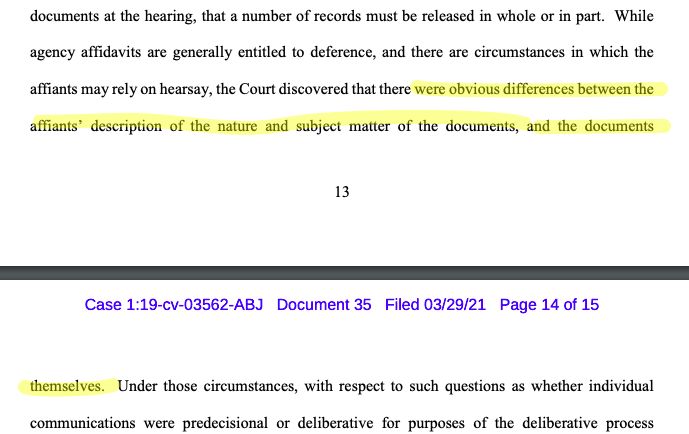 documents at the hearing, that a number of records must be released in whole or in part. While
agency affidavits are generally entitled to deference, and there are circumstances in which the
affiants may rely on hearsay, the Court discovered that there were obvious differences between the
affiants’ description of the nature and subject matter of the documents, and the documents
13
Case 1:19-cv-03562-ABJ Document 35 Filed 03/29/21 Page 14 of 15
themselves. Under those circumstances, with respect to such questions as whether individual
communications were predecisional or deliberative for purposes of the deliberative process